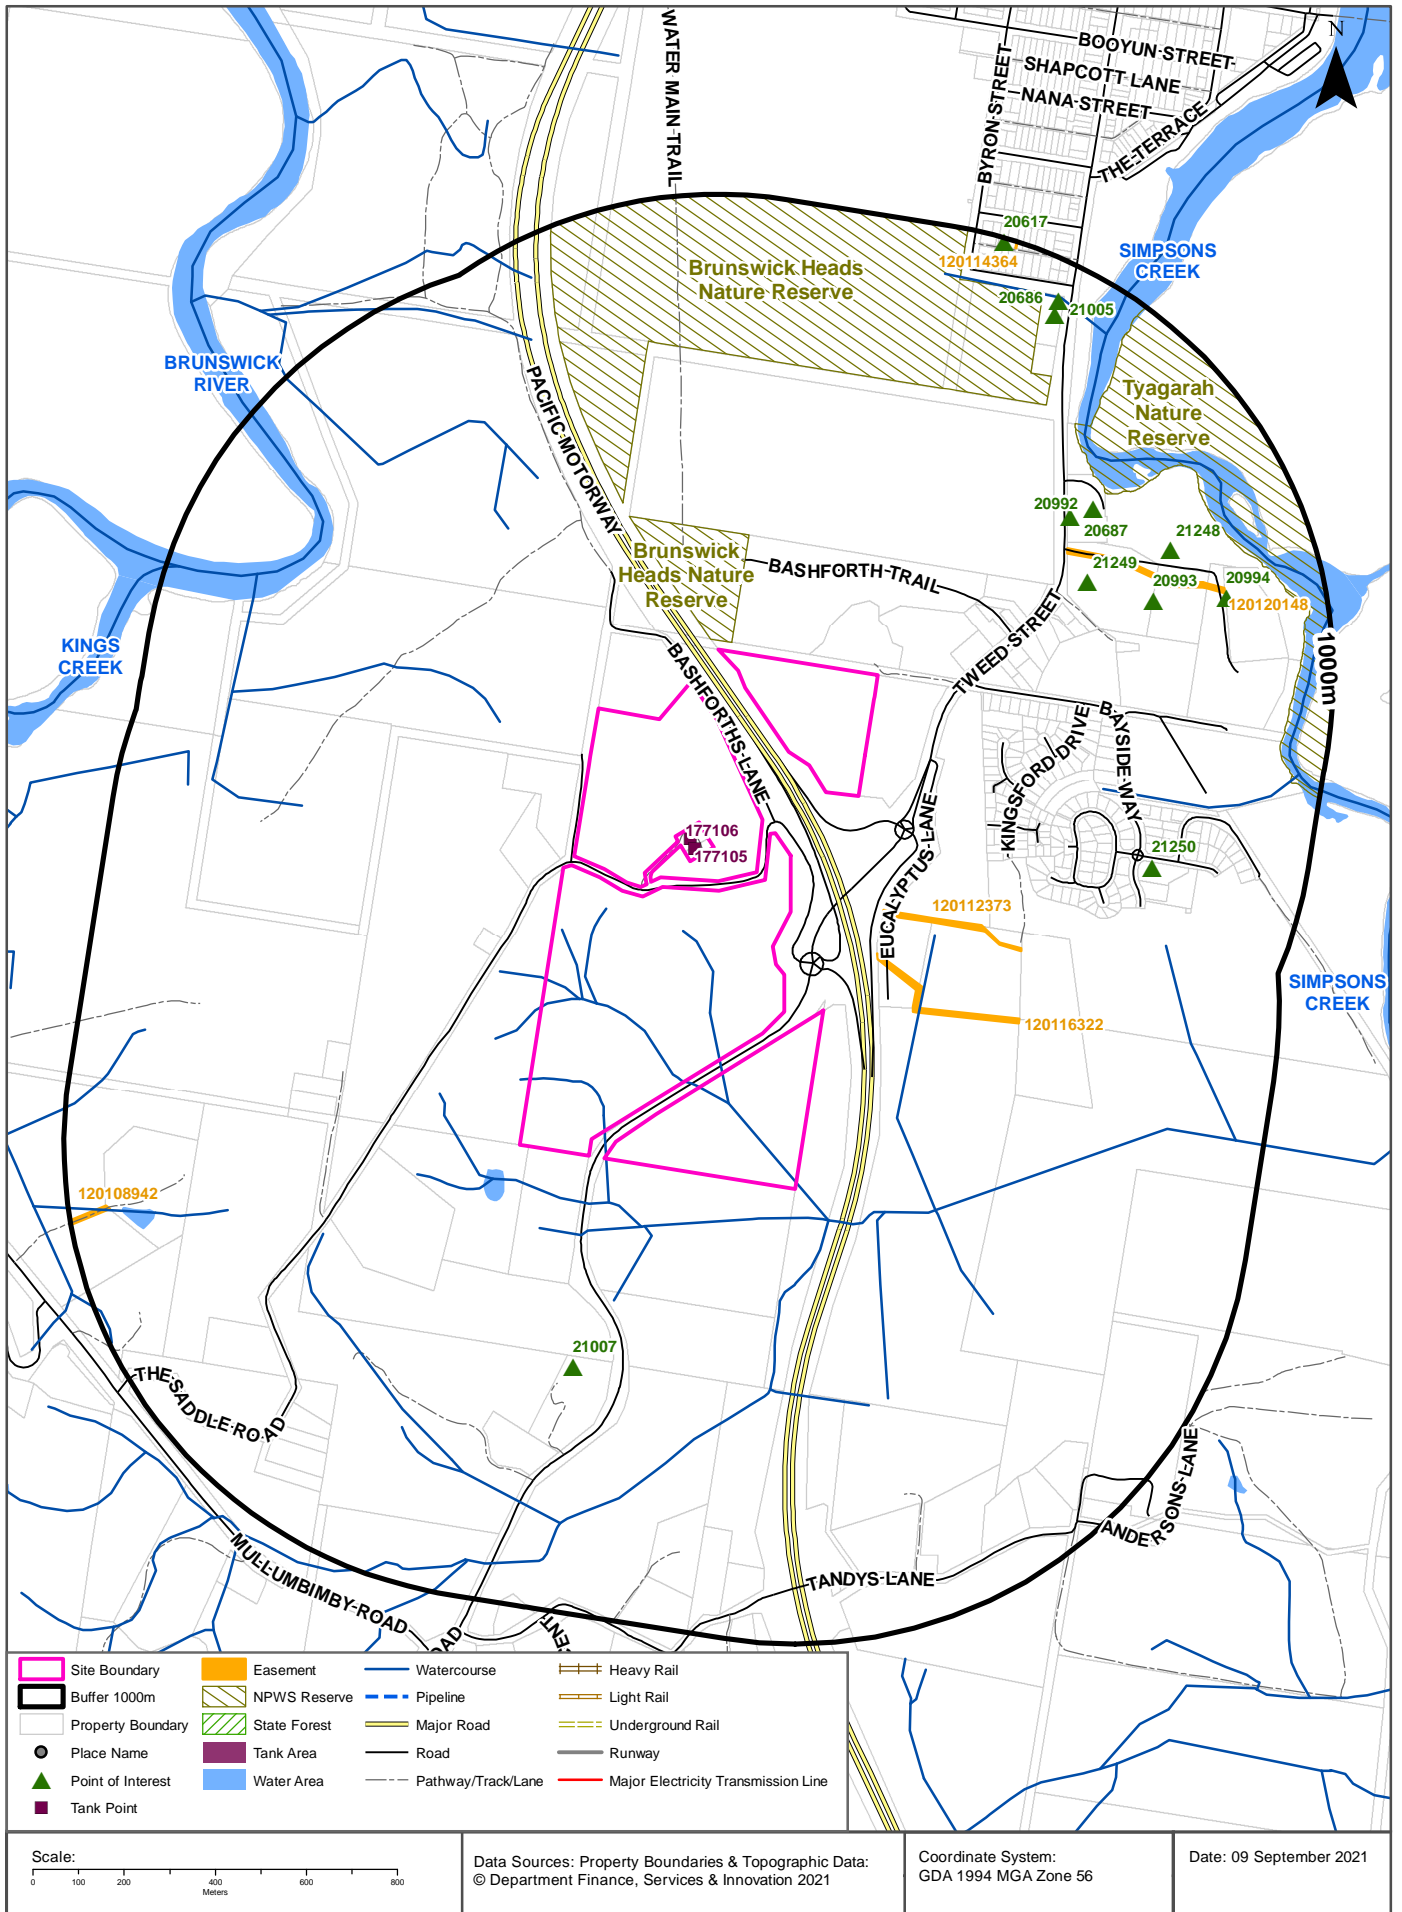 WATER MAIN TRAIL
BOOYUN STREET
SHAPCOTT LANE
NANA STREET
BYRON STREET
THE TERRACE
N
20617
120114364
SIMPSONS
CREEK
Brunswick Heads
Nature Reserve
20686
21005
BRUNSWICK
RIVER
PACIFIC MOTORWAY
Tyagarah
Nature
Reserve
20992
20687
21248
Brunswick
Heads Nature
Reserve
BASHFORTH TRAIL
21249
20993
20994
120120148
KINGS
CREEK
TWEED STREET
1000m
BASHFORTHS LANE
KINGSFORD DRIVE
BAYSIDE WAY
177106
177105
EUCALYPTUS LANE
21250
120112373
SIMPSONS
CREEK
120116322
120108942
21007
THE SADDLE ROAD
ANDERSONS LANE
MULLUMBIMBY ROAD
TANDYS LANE
OAD
ENT
Site Boundary
Buffer 1000m
Property Boundary
Place Name
Point of Interest
Tank Point
Easement
NPWS Reserve
State Forest
Tank Area
Water Area
Watercourse
Pipeline
Major Road
Road
Pathway/Track/Lane
Heavy Rail
Light Rail
Underground Rail
Runway
Major Electricity Transmission Line
Scale:
0 100 200 400 600 800
Meters
Data Sources: Property Boundaries & Topographic Data:
© Department Finance, Services & Innovation 2021
Coordinate System:
GDA 1994 MGA Zone 56
Date: 09 September 2021